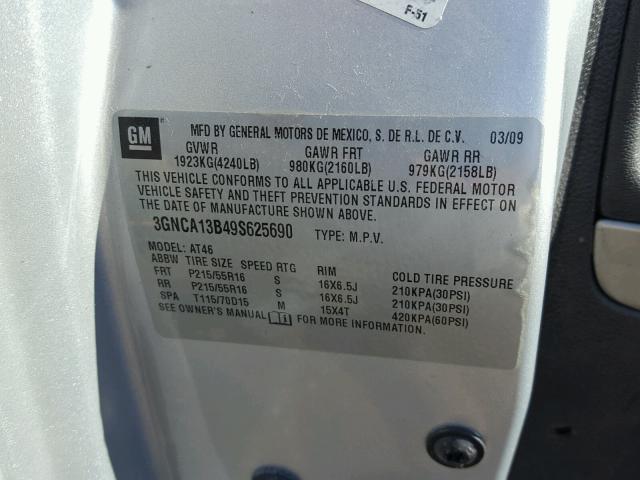 F-51
GM
MFD BY GENERAL MOTORS DE MEXICO, S. DE R.L. DE C.V. 03/09
GVWR GAWR FRT GAWR RR
1923KG(4240LB) 980KG(2160LB) 979KG(2158LB)
THIS VEHICLE CONFORMS TO ALL APPLICABLE U.S. FEDERAL MOTOR
VEHICLE SAFETY AND THEFT PREVENTION STANDARDS IN EFFECT ON
THE DATE OF MANUFACTURE SHOWN ABOVE.
3GNCA13B49S625690 TYPE: M.P.V.
MODEL: AT46
ABBW TIRE SIZE SPEED RTG RIM COLD TIRE PRESSURE
FRT P215/55R16 S 16X6.5J 210KPA(30PSI)
RR P215/55R16 S 16X6.5J 210KPA(30PSI)
SPA T115/70D15 M 15X4T 420KPA(60PSI)
SEE OWNER'S MANUAL FOR MORE INFORMATION.